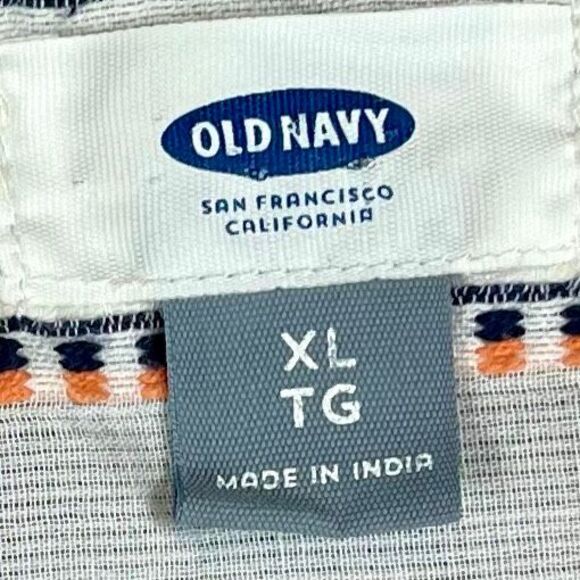 OLD NAVY
SAN FRANCISCO
CALIFORNIA
XL
TG
MADE IN INDIA